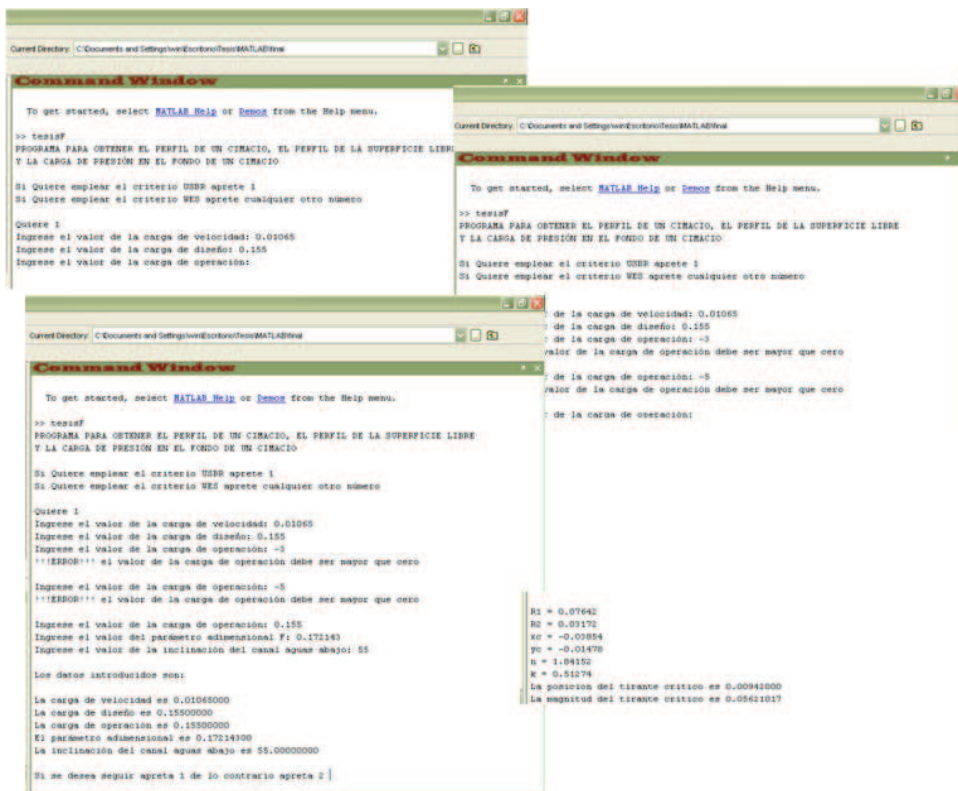 Current Directory: C:\Documents and Settings\win\Escritorio\Tesis\MATLAB\final
Command Window
To get started, select MATLAB Help or Demos from the Help menu.
>> tesisF
PROGRAMA PARA OBTENER EL PERFIL DE UN CIMACIO, EL PERFIL DE LA SUPERFICIE LIBRE
Y LA CARGA DE PRESIÓN EN EL FONDO DE UN CIMACIO
Si Quiere emplear el criterio USBR aprete 1
Si Quiere emplear el criterio WES aprete cualquier otro número
Quiere 1
Ingrese el valor de la carga de velocidad: 0.01065
Ingrese el valor de la carga de diseño: 0.155
Ingrese el valor de la carga de operación:
Current Directory: C:\Documents and Settings\win\Escritorio\Tesis\MATLAB\final
Command Window
To get started, select MATLAB Help or Demos from the Help menu.
>> tesisF
PROGRAMA PARA OBTENER EL PERFIL DE UN CIMACIO, EL PERFIL DE LA SUPERFICIE LIBRE
Y LA CARGA DE PRESIÓN EN EL FONDO DE UN CIMACIO
Si Quiere emplear el criterio USBR aprete 1
Si Quiere emplear el criterio WES aprete cualquier otro número
de la carga de velocidad: 0.01065
de la carga de diseño: 0.155
de la carga de operación: -3
valor de la carga de operación debe ser mayor que cero
de la carga de operación: -5
valor de la carga de operación debe ser mayor que cero
de la carga de operación:
Current Directory: C:\Documents and Settings\win\Escritorio\Tesis\MATLAB\final
Command Window
To get started, select MATLAB Help or Demos from the Help menu.
>> tesisF
PROGRAMA PARA OBTENER EL PERFIL DE UN CIMACIO, EL PERFIL DE LA SUPERFICIE LIBRE
Y LA CARGA DE PRESIÓN EN EL FONDO DE UN CIMACIO
Si Quiere emplear el criterio USBR aprete 1
Si Quiere emplear el criterio WES aprete cualquier otro número
Quiere 1
Ingrese el valor de la carga de velocidad: 0.01065
Ingrese el valor de la carga de diseño: 0.155
Ingrese el valor de la carga de operación: -3
!!!ERROR!!! el valor de la carga de operación debe ser mayor que cero
Ingrese el valor de la carga de operación: -5
!!!ERROR!!! el valor de la carga de operación debe ser mayor que cero
Ingrese el valor de la carga de operación: 0.155
Ingrese el valor del parámetro adimensional F: 0.172143
Ingrese el valor de la inclinación del canal aguas abajo: 55
Los datos introducidos son:
La carga de velocidad es 0.01065000
La carga de diseño es 0.15500000
La carga de operación es 0.15500000
El parámetro adimensional es 0.17214300
La inclinación del canal aguas abajo es 55.00000000
Si se desea seguir apreta 1 de lo contrario apreta 2
R1 = 0.07642
R2 = 0.03172
xc = -0.03854
yc = -0.01478
n = 1.84152
k = 0.51274
La posicion del tirante critico es 0.00942000
La magnitud del tirante critico es 0.05621017